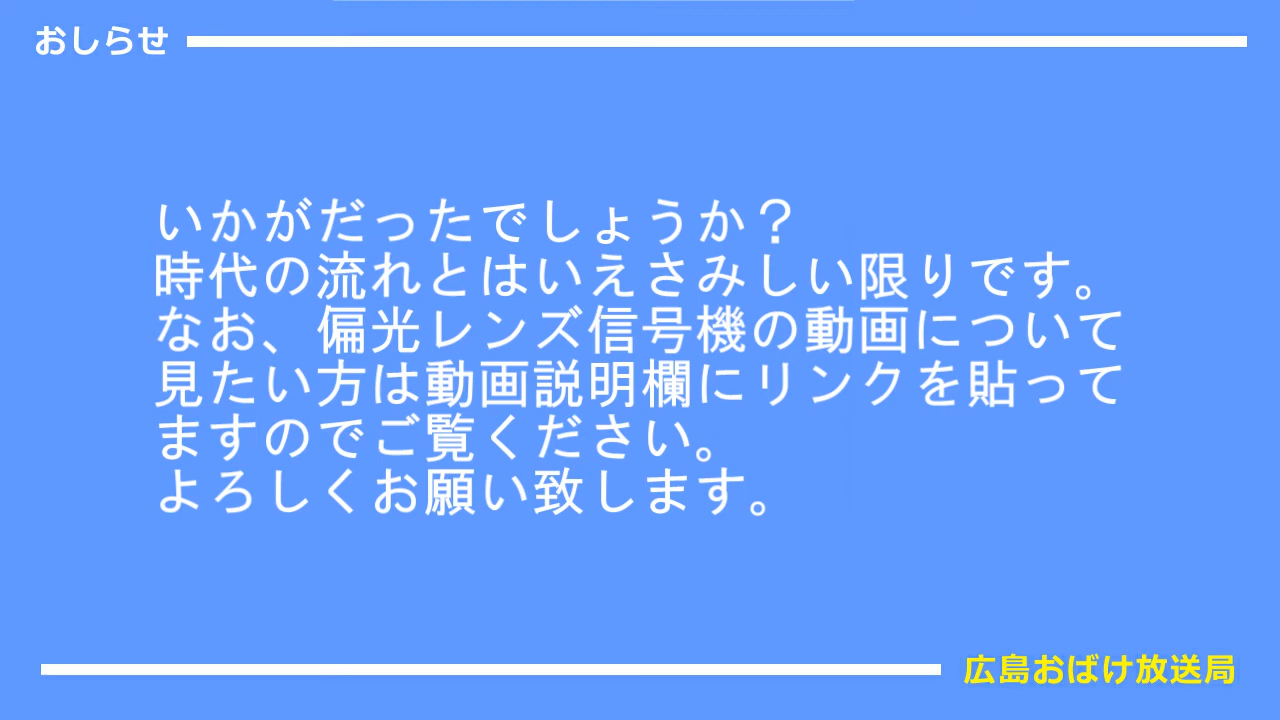 おしらせ
いかがだったでしょうか？
時代の流れとはいえさみしい限りです。
なお、偏光レンズ信号機の動画について
見たい方は動画説明欄にリンクを貼って
ますのでご覧ください。
よろしくお願い致します。
広島おばけ放送局